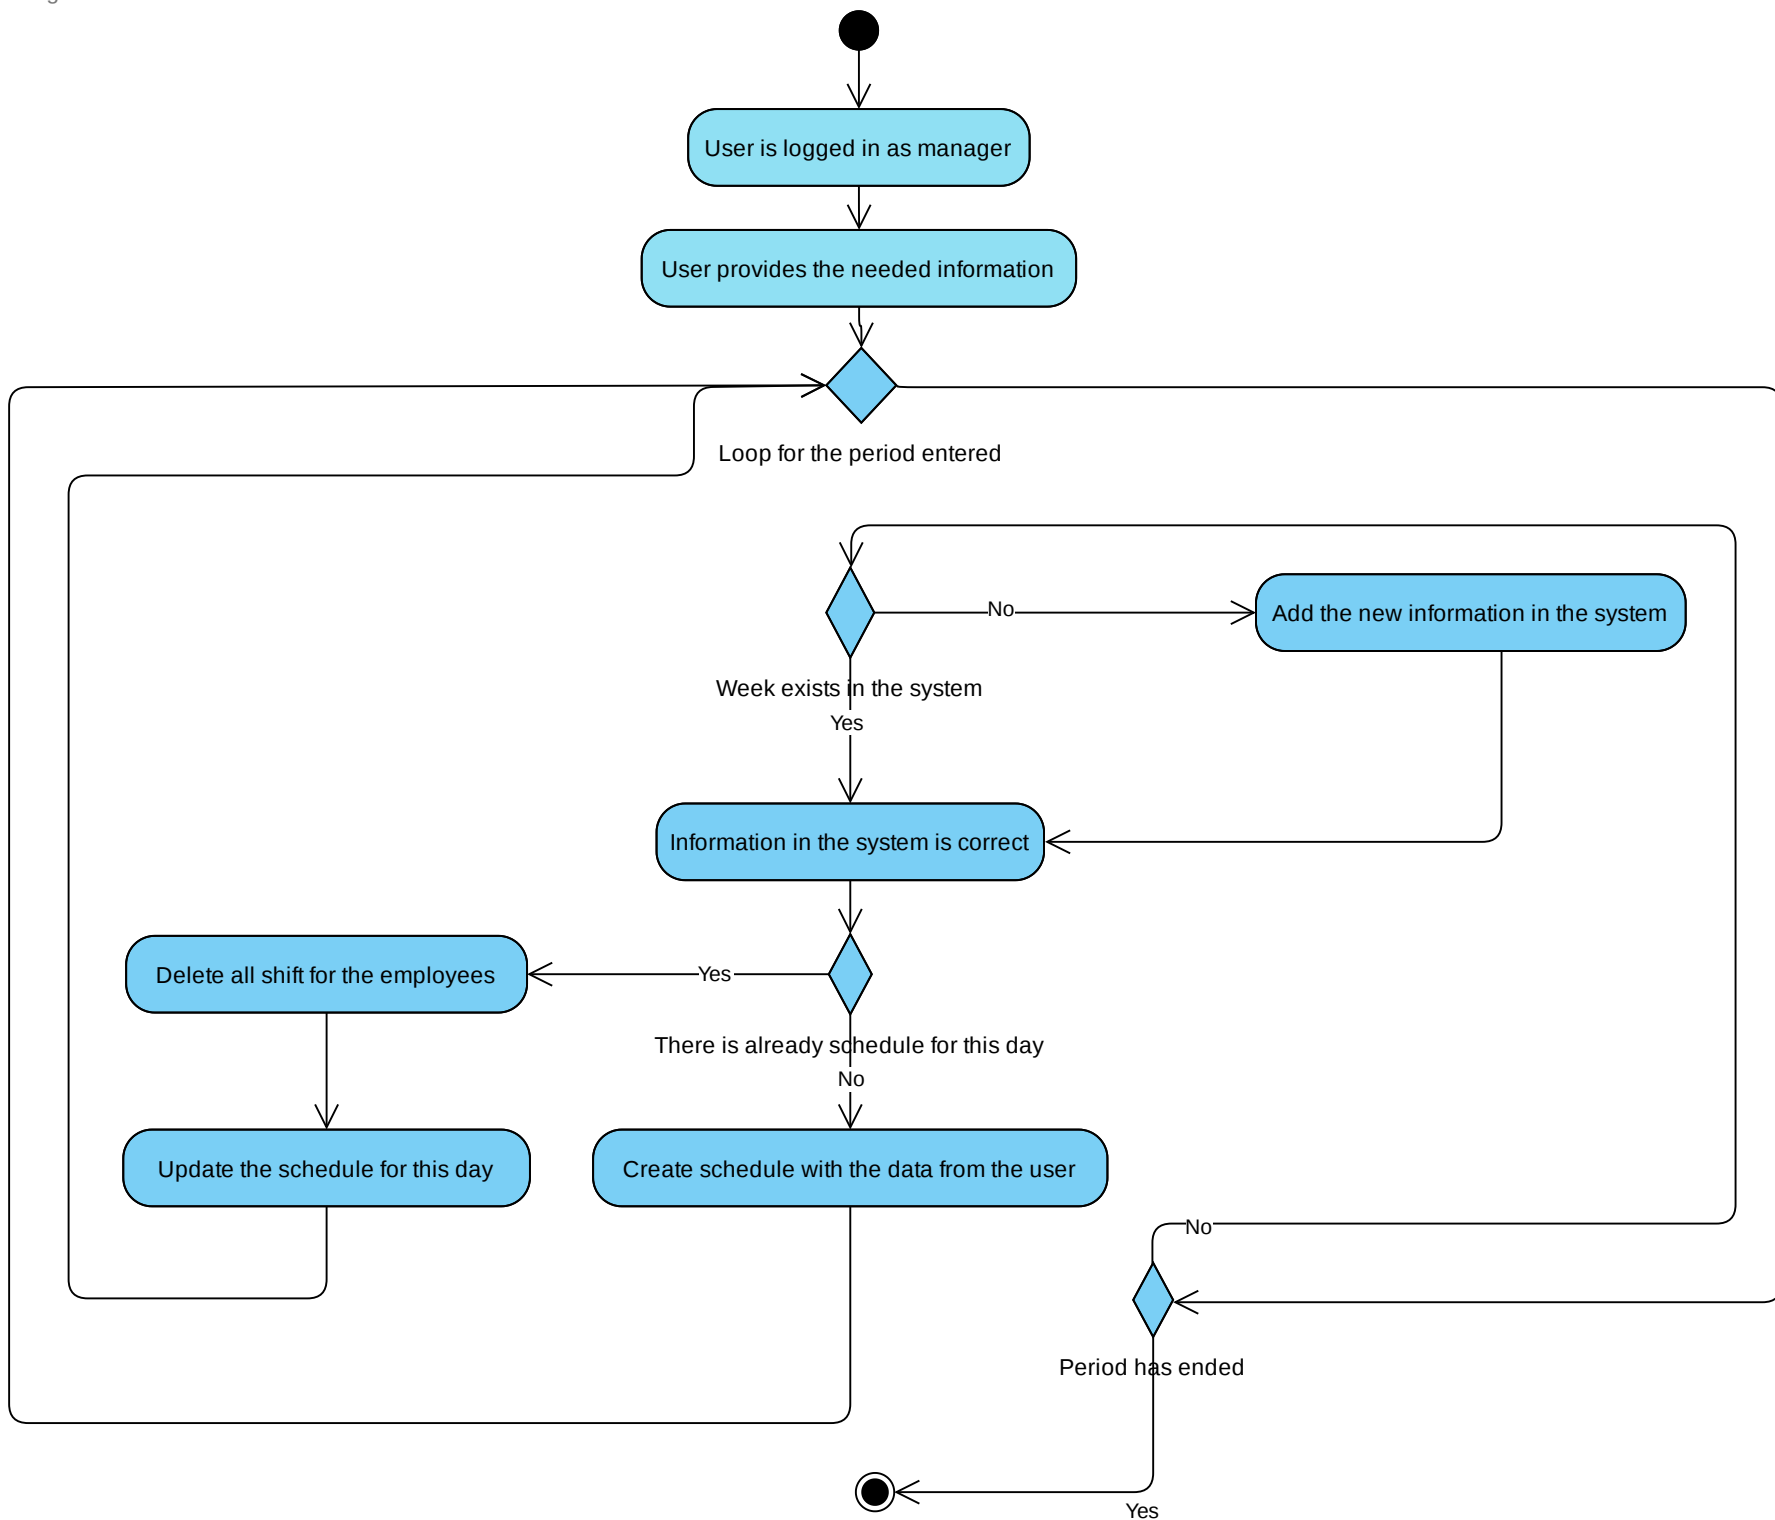 User is logged in as manager
User provides the needed information
Loop for the period entered
No
Add the new information in the system
Week exists in the system
Yes
Information in the system is correct
Delete all shift for the employees
Yes
There is already schedule for this day
No
Update the schedule for this day
Create schedule with the data from the user
No
Period has ended
Yes